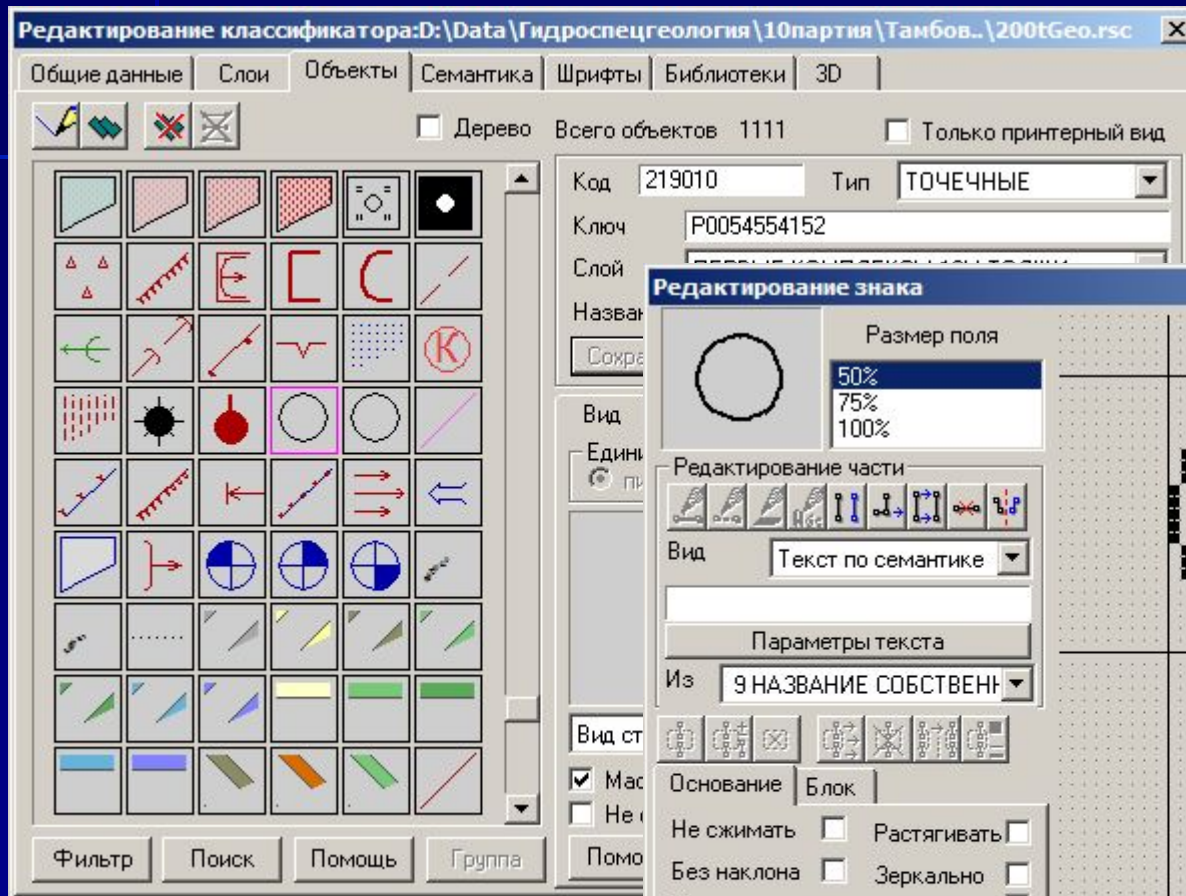 Редактирование классификатора:D:\Data\Гидроспецгеология\10партия\Тамбов..\200tGeo.rsc
Общие данные Слои Объекты Семантика Шрифты Библиотеки 3D
Дерево Всего объектов 1111 Только принтерный вид
Код 219010 Тип ТОЧЕЧНЫЕ
Ключ P0054554152
Слой
Редактирование знака
Назван
Сохра
Размер поля
50%
75%
100%
К
Вид
Едини
пи
Редактирование части
Вид Текст по семантике
Параметры текста
Из 9 НАЗВАНИЕ СОБСТВЕНН
Вид ст
Мас
Не с
Основание Блок
Не сжимать Растягивать
Без наклона Зеркально
Фильтр Поиск Помощь Группа Помо